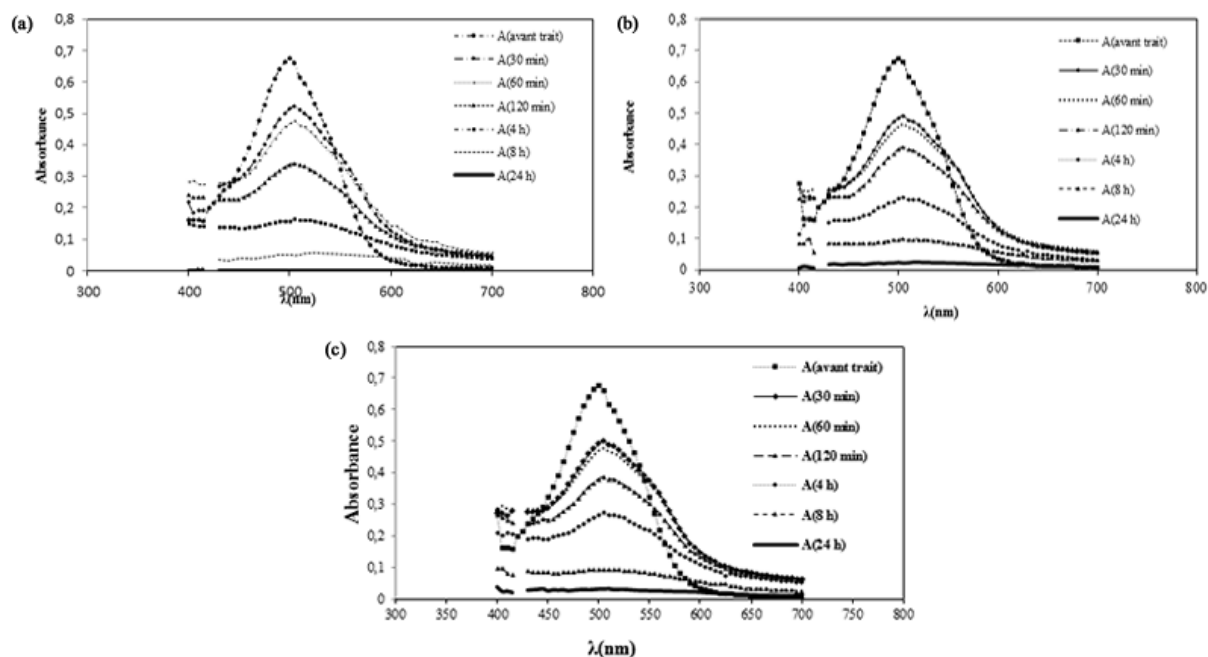 (a)
0,8
0,7
0,6
0,5
0,4
0,3
0,2
0,1
0
Absorbance
300
400
500
600
700
800
λ(nm)
A(avant trait)
A(30 min)
A(60 min)
A(120 min)
A(4 h)
A(8 h)
A(24 h)
(b)
0,8
0,7
0,6
0,5
0,4
0,3
0,2
0,1
0
Absorbance
300
400
500
600
700
800
λ(nm)
A(avant trait)
A(30 min)
A(60 min)
A(120 min)
A(4 h)
A(8 h)
A(24 h)
(c)
0,8
0,7
0,6
0,5
0,4
0,3
0,2
0,1
0
Absorbance
300
350
400
450
500
550
600
650
700
750
800
λ(nm)
A(avant trait)
A(30 min)
A(60 min)
A(120 min)
A(4 h)
A(8 h)
A(24 h)